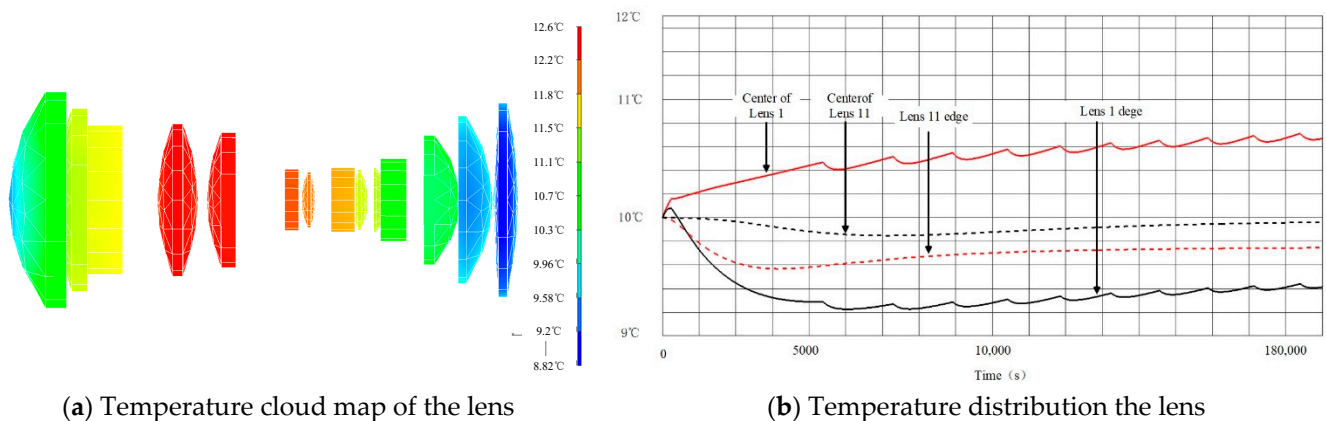 12.6℃
12.2℃
11.8℃
11.5℃
11.1℃
10.7℃
10.3℃
9.96℃
9.58℃
9.2℃
8.82℃
(a) Temperature cloud map of the lens
12℃
11℃
10℃
9℃
Center of
Lens 1
Centerof
Lens 11
Lens 11 edge
Lens 1 dege
0
5000
10,000
180,000
Time（s）
(b) Temperature distribution the lens